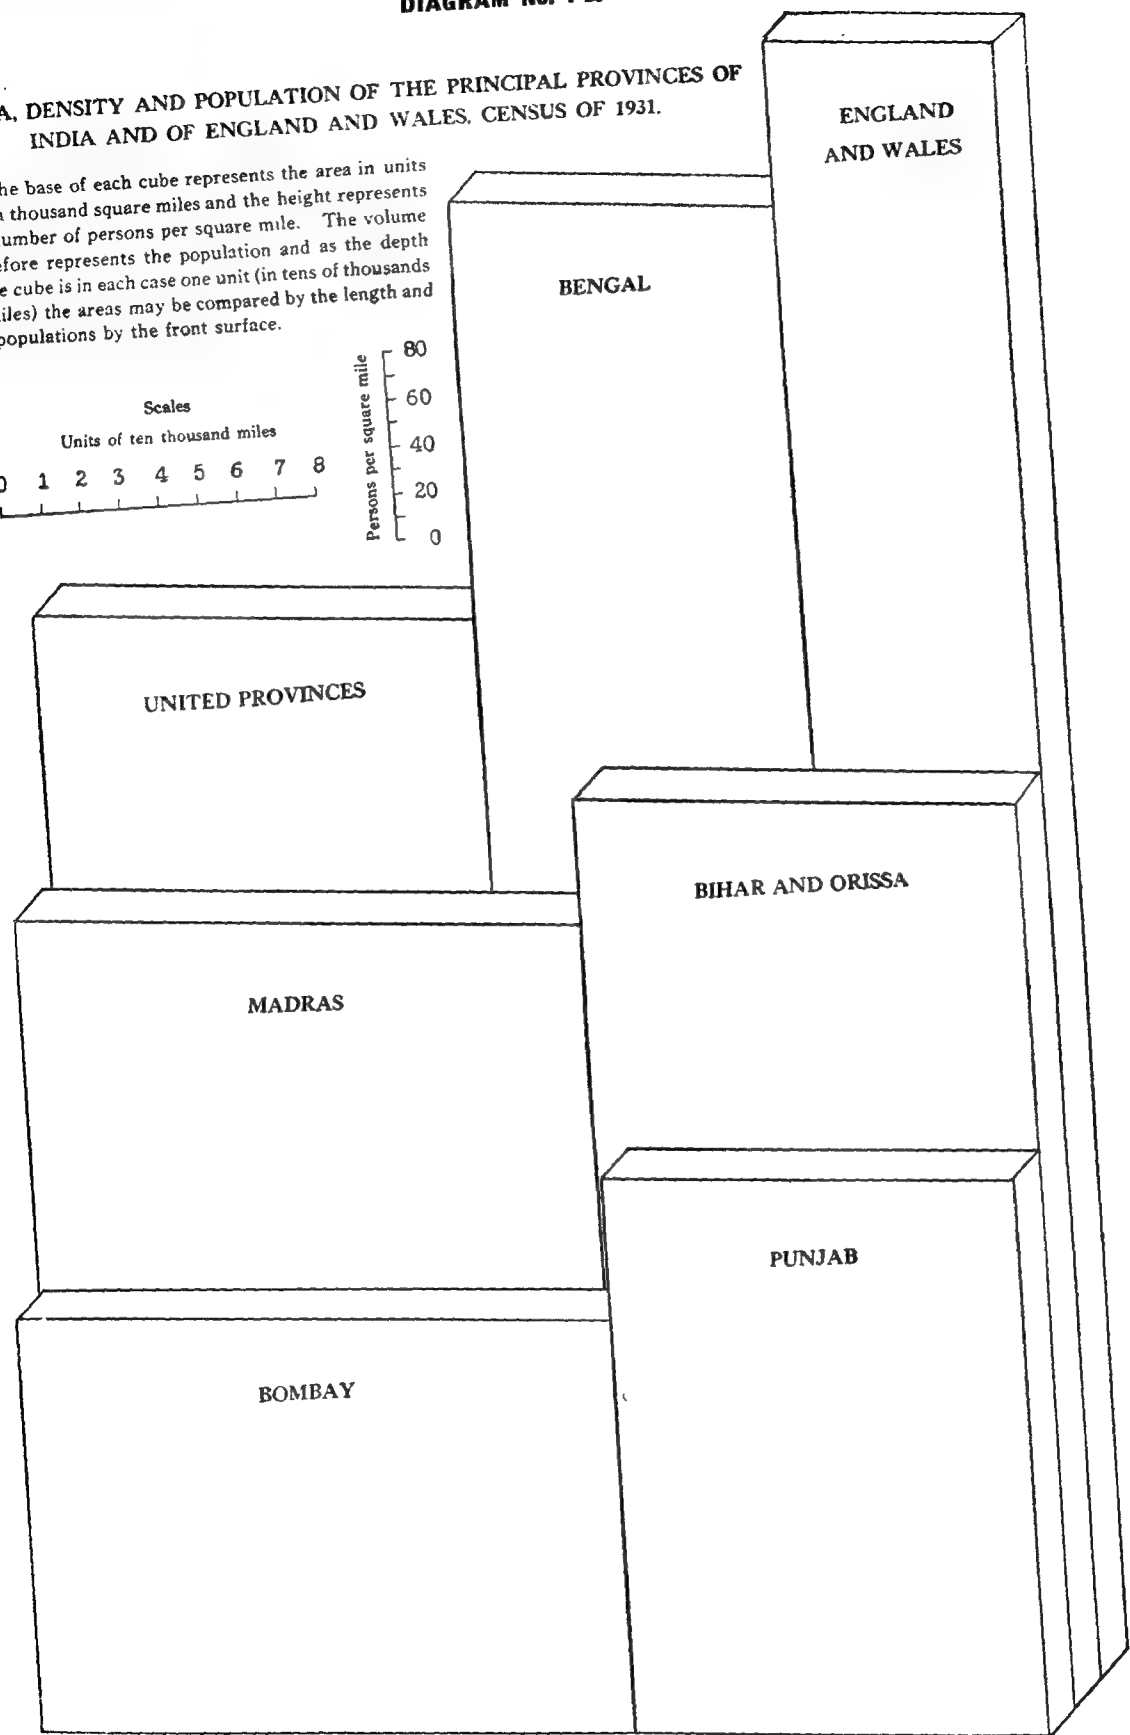 DIAGRAM No.
DENSITY AND POPULATION OF THE PRINCIPAL PROVINCES OF
INDIA AND OF ENGLAND AND WALES, CENSUS OF 1931.
base of each cube represents the area in units
thousand square miles and the height represents
of persons per square mile. The volume
represents the population and as the depth
cube is in each case one unit (in tens of thousands
the areas may be compared by the length and
populations by the front surface.
Scales
Units of ten thousand miles
1 2 3 4 5 6 7 8
Persons per square mile
80
60
40
20
0
ENGLAND
AND WALES
BENGAL
UNITED PROVINCES
BIHAR AND ORISSA
MADRAS
PUNJAB
BOMBAY